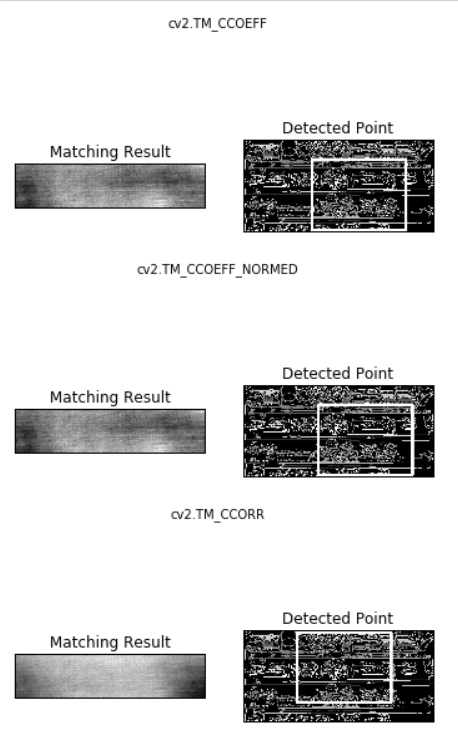 cv2.TM_CCOEFF
Matching Result
Detected Point
cv2.TM_CCOEFF_NORMED
Matching Result
Detected Point
cv2.TM_CCORR
Matching Result
Detected Point